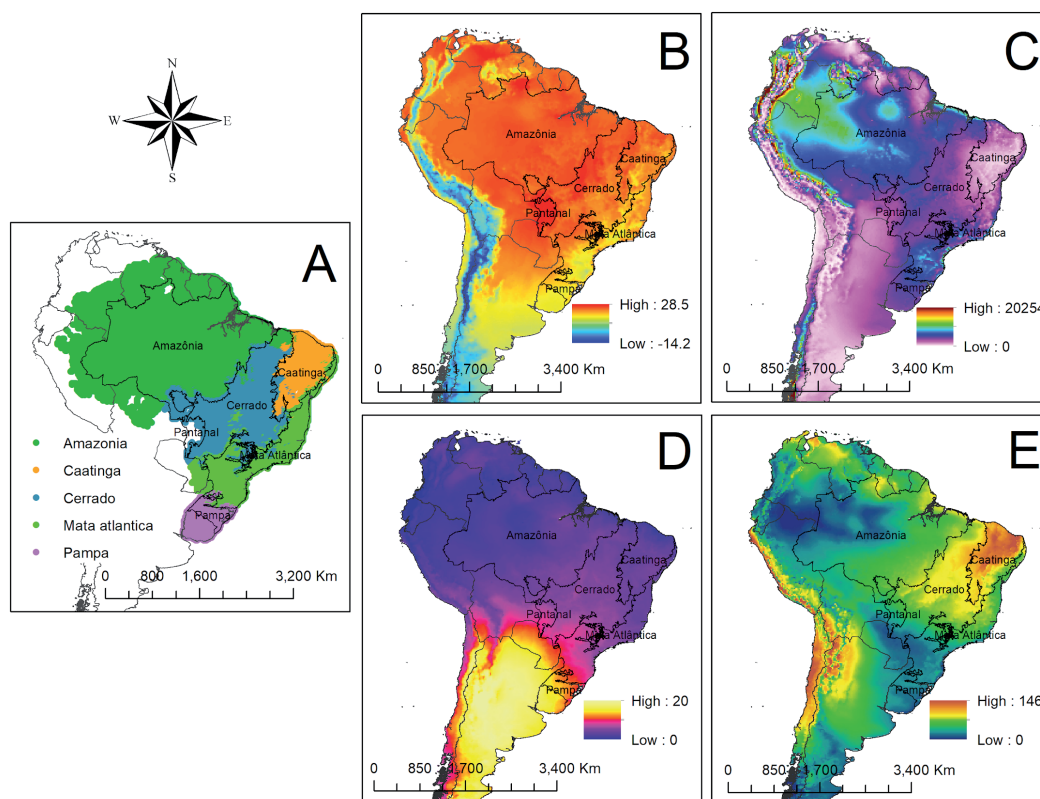 N
W E
S
A
Amazônia
Caatinga
Cerrado
Pantanal
Mata Atlântica
Pampa
Amazonia
Caatinga
Cerrado
Mata atlantica
Pampa
0 800 1,600 3,200 Km
B
Amazônia
Caatinga
Cerrado
Pantanal
Mata Atlântica
Pampa
High : 28.5
Low : -14.2
0 850 1,700 3,400 Km
C
Amazônia
Caatinga
Cerrado
Pantanal
Mata Atlântica
Pampa
High : 20254
Low : 0
0 850 1,700 3,400 Km
D
Amazônia
Caatinga
Cerrado
Pantanal
Mata Atlântica
Pampa
High : 20
Low : 0
0 850 1,700 3,400 Km
E
Amazônia
Caatinga
Cerrado
Pantanal
Mata Atlântica
Pampa
High : 146
Low : 0
0 850 1,700 3,400 Km